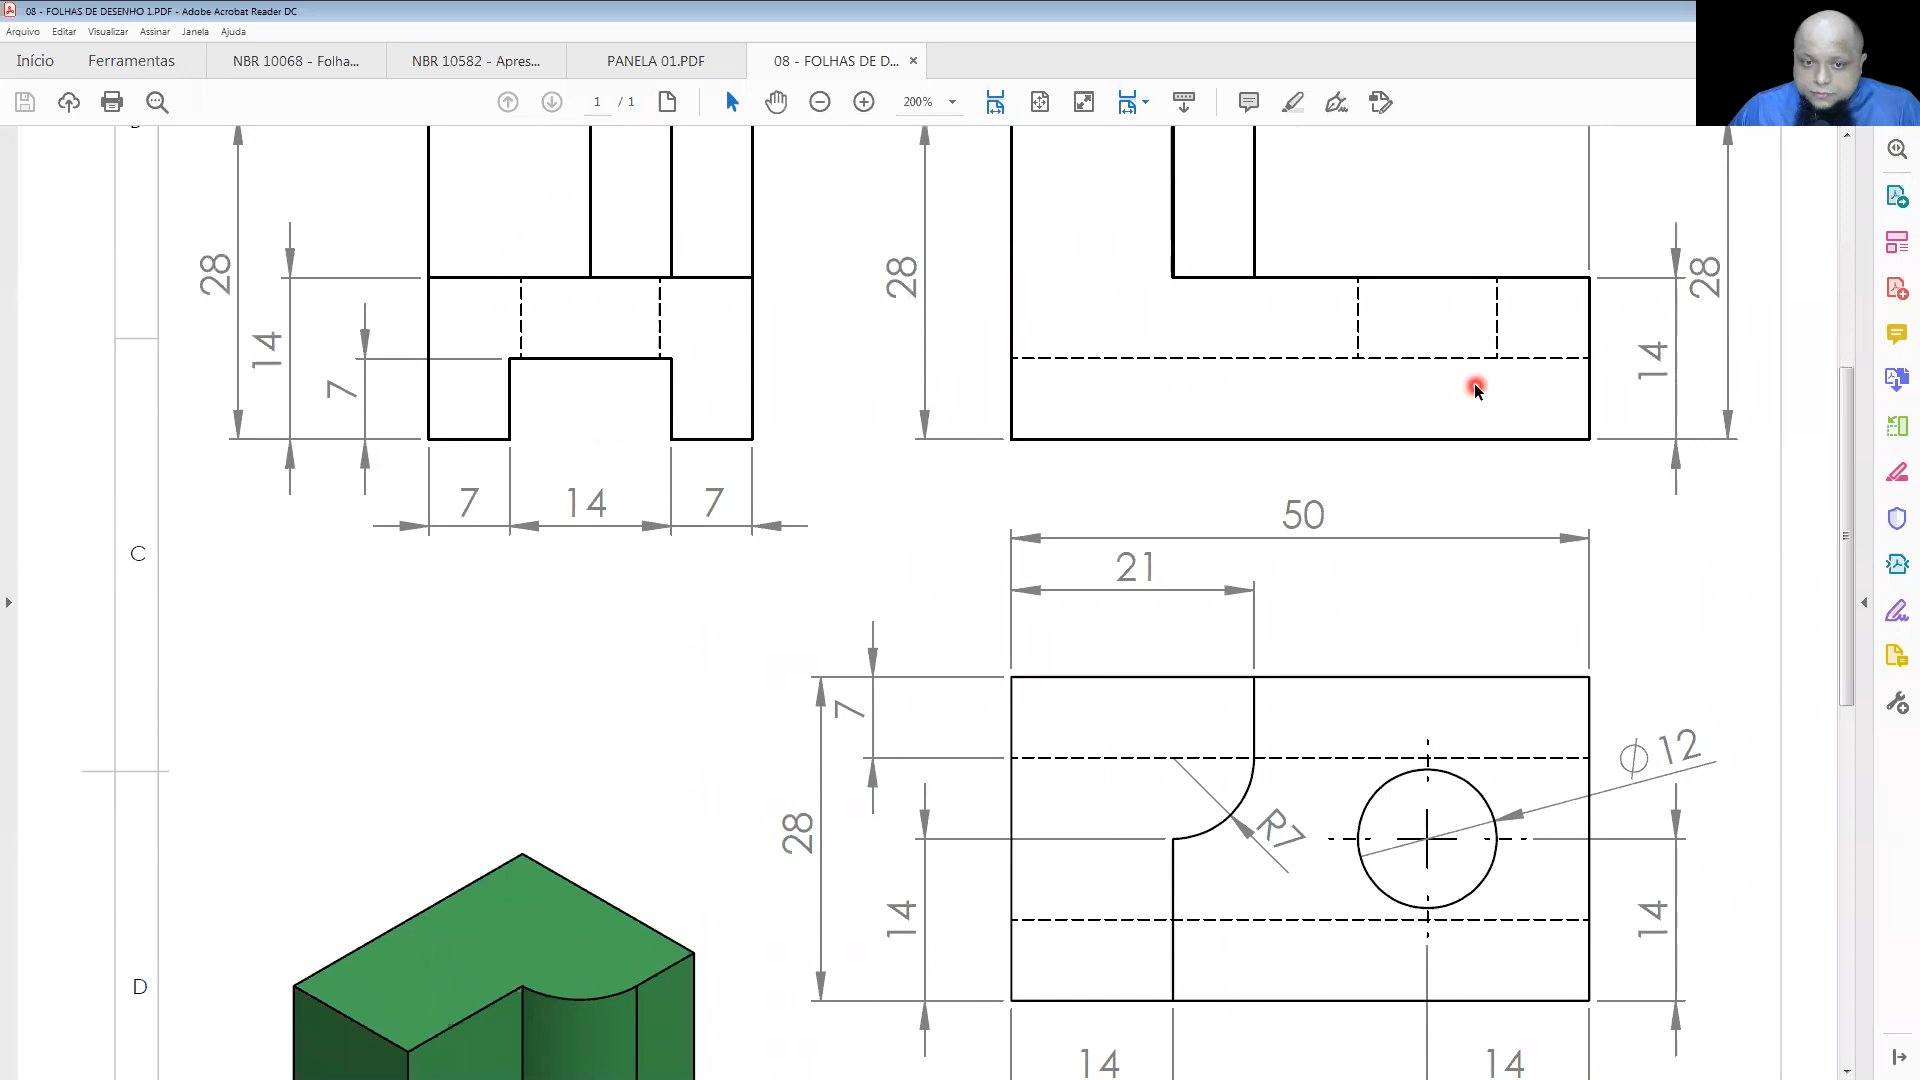 08 - FOLHAS DE DESENHO 1.PDF - Adobe Acrobat Reader DC
Arquivo Editar Visualizar Assinar Janela Ajuda
Início Ferramentas NBR 10068 - Folha... NBR 10582 - Apres... PANELA 01.PDF 08 - FOLHAS DE D... ×
1 / 1 200%
28
14
7
28
14
28
7
14
7
50
21
C
7
28
14
R7
Ø 12
14
D
14
14